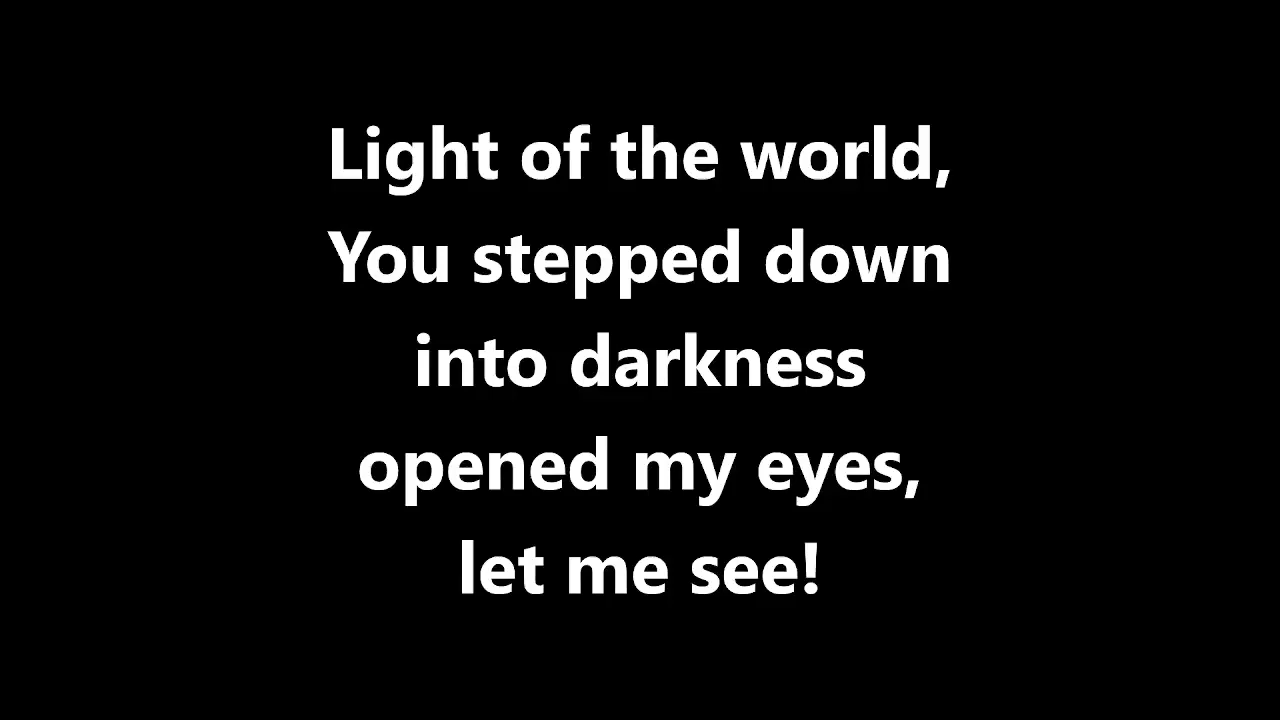 Light of the world,
You stepped down
into darkness
opened my eyes,
let me see!